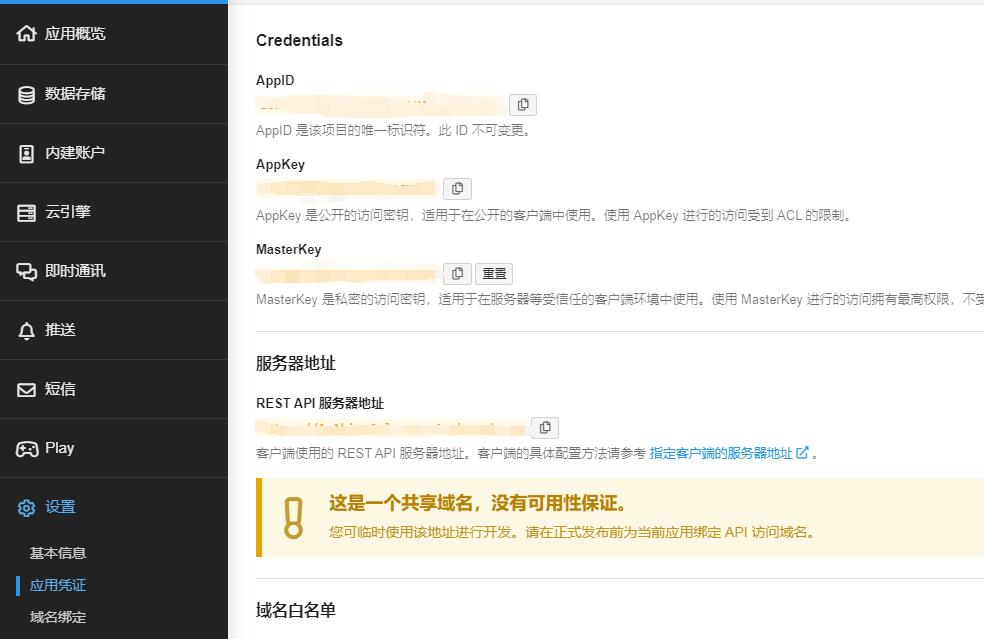 应用概览
数据存储
内建账户
云引擎
即时通讯
推送
短信
Play
设置
基本信息
应用凭证
域名绑定
Credentials
AppID
AppID 是该项目的唯一标识符。此 ID 不可变更。
AppKey
AppKey 是公开的访问密钥，适用于在公开的客户端中使用。使用 AppKey 进行的访问受到 ACL 的限制。
MasterKey
重置
MasterKey 是私密的访问密钥，适用于在服务器等受信任的客户端环境中使用。使用 MasterKey 进行的访问拥有最高权限，不受
服务器地址
REST API 服务器地址
客户端使用的 REST API 服务器地址。客户端的具体配置方法请参考 指定客户端的服务器地址 。
这是一个共享域名，没有可用性保证。
您可临时使用该地址进行开发。请在正式发布前为当前应用绑定 API 访问域名。
域名白名单